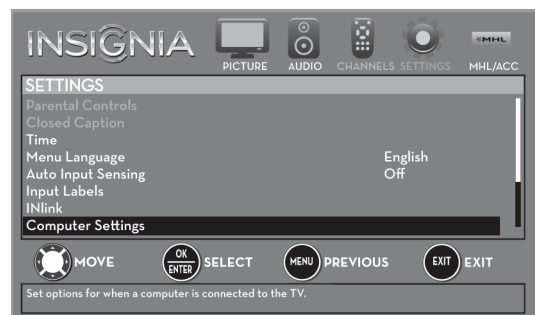 INSIGNIA
PICTURE AUDIO CHANNELS SETTINGS MHL MHL/ACC
SETTINGS
Parental Controls
Closed Caption
Time
Menu Language English
Auto Input Sensing Off
Input Labels
INlink
Computer Settings
MOVE OK ENTER SELECT MENU PREVIOUS EXIT EXIT
Set options for when a computer is connected to the TV.